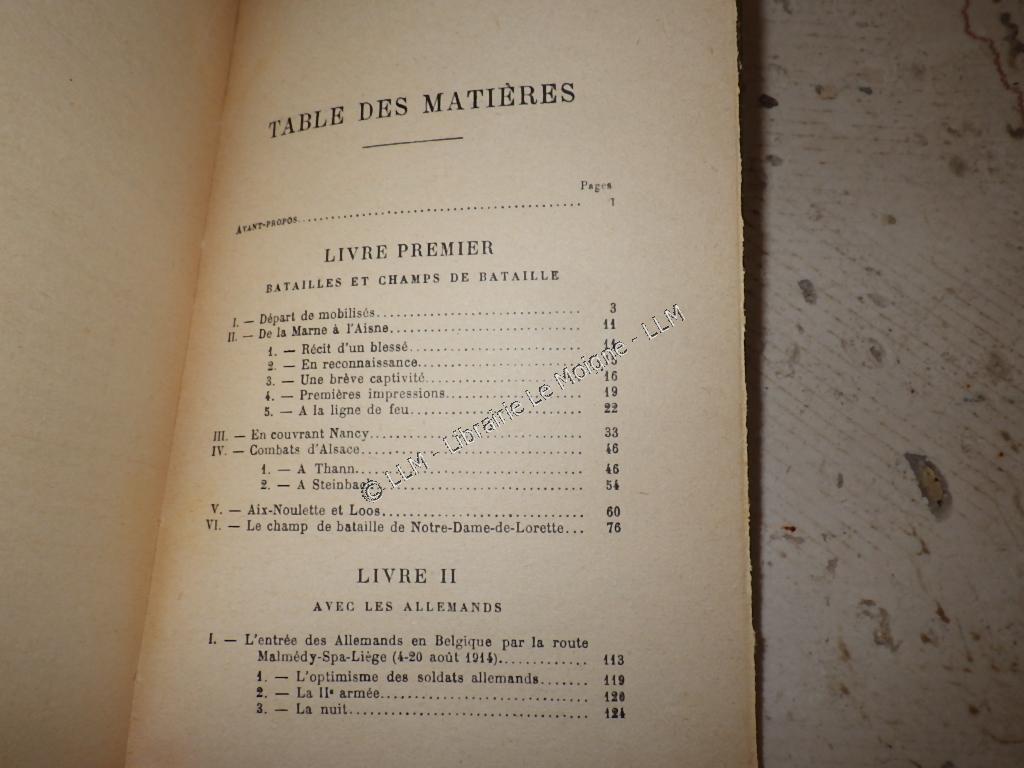 TABLE DES MATIÈRES
Pages
AVANT-PROPOS........ 1
LIVRE PREMIER
BATAILLES ET CHAMPS DE BATAILLE
I. — Départ de mobilisés........ 3
II. — De la Marne à l'Aisne........ 11
1. — Récit d'un blessé........
2. — En reconnaissance........
3. — Une brève captivité........ 16
4. — Premières impressions........ 19
5. — A la ligne de feu........ 22
III. — En couvrant Nancy........ 33
IV. — Combats d'Alsace........ 46
1. — A Thann........ 46
2. — A Steinbach........ 54
V. — Aix-Noulette et Loos........ 60
VI. — Le champ de bataille de Notre-Dame-de-Lorette... 76
LIVRE II
AVEC LES ALLEMANDS
I. — L'entrée des Allemands en Belgique par la route
Malmédy-Spa-Liège (4-20 août 1914)........ 113
1. — L'optimisme des soldats allemands....... 119
2. — La IIe armée........ 120
3. — La nuit........ 124
© LLM - Librairie Le Moigne - LLM